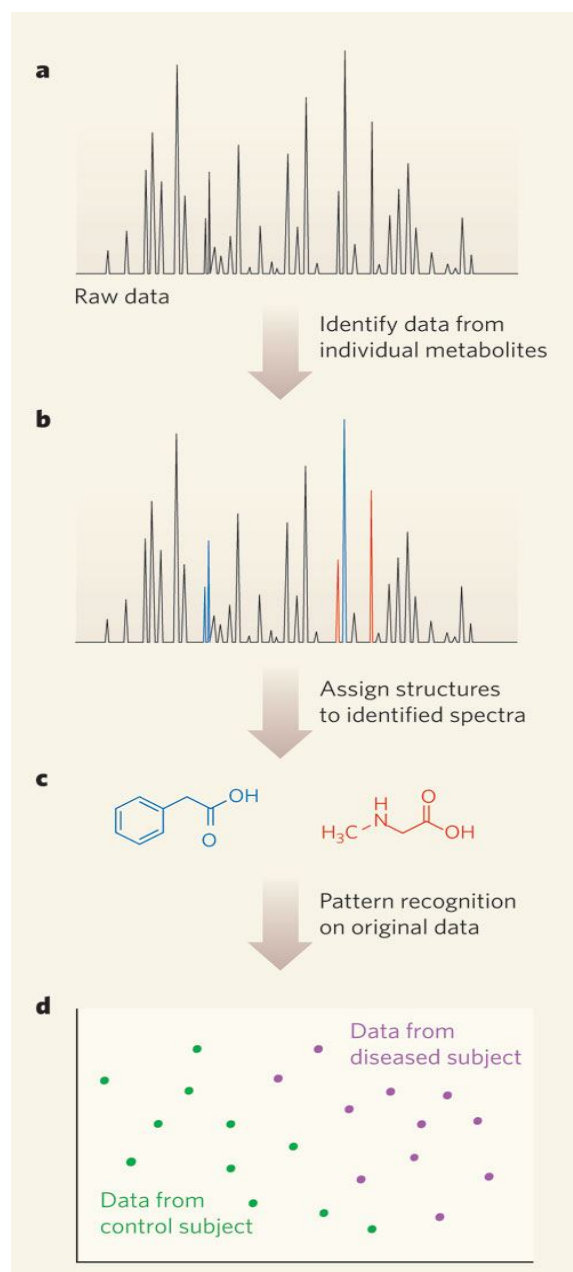 a
Raw data
Identify data from
individual metabolites
b
Assign structures
to identified spectra
c
OH
O
H
N
H₃C
O
OH
Pattern recognition
on original data
d
Data from
diseased subject
Data from
control subject